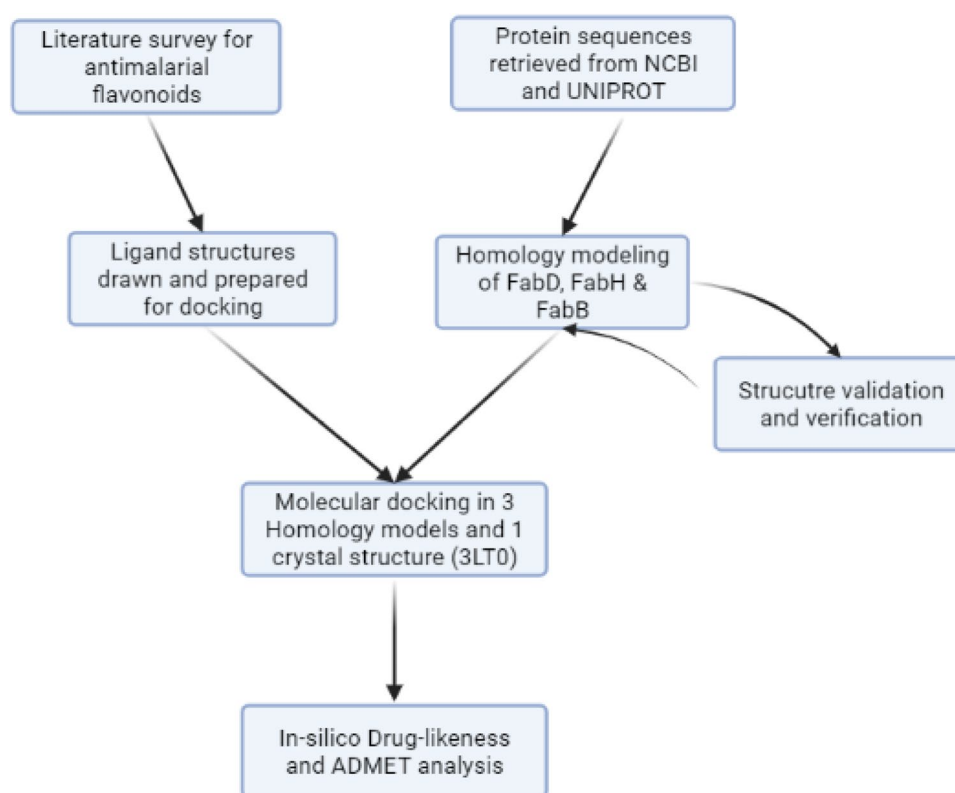 Literature survey for
antimalarial
flavonoids
Protein sequences
retrieved from NCBI
and UNIPROT
Ligand structures
drawn and prepared
for docking
Homology modeling
of FabD, FabH &
FabB
Strucutre validation
and verification
Molecular docking in 3
Homology models and 1
crystal structure (3LT0)
In-silico Drug-likeness
and ADMET analysis